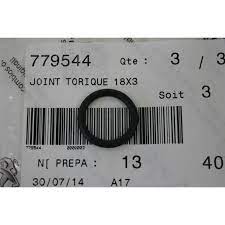 779544 Qte : 3 / 3
JOINT TORIQUE 18X3
Soit 3
N[ PREPA : 13 40
30/07/14 A17